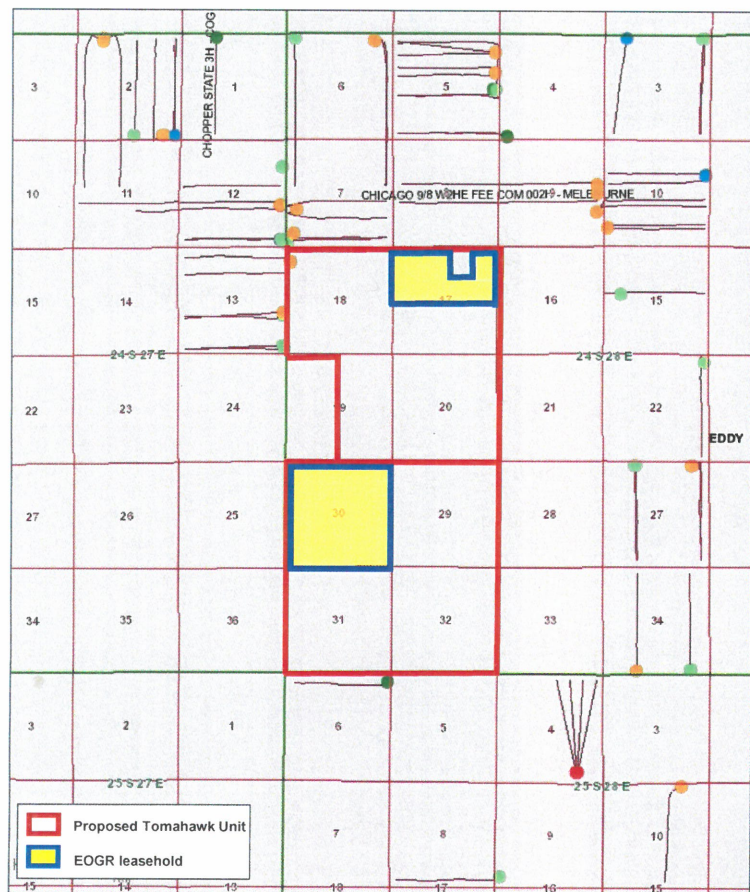 CHOPPER STATE 3H - COG
3 2 1 6 5 4 3
10 11 12 7 10
CHICAGO 9/8 W2HE FEE COM 002H - MELBOURNE
15 14 13 18 17 16 15
24 S 27 E 24 S 28 E
22 23 24 19 20 21 22
EDDY
27 26 25 30 29 28 27
34 35 36 31 32 33 34
3 2 1 6 5 4 3
25 S 27 E 25 S 28 E
7 8 9 10
Proposed Tomahawk Unit
EOGR leasehold
15 14 13 18 17 16 15